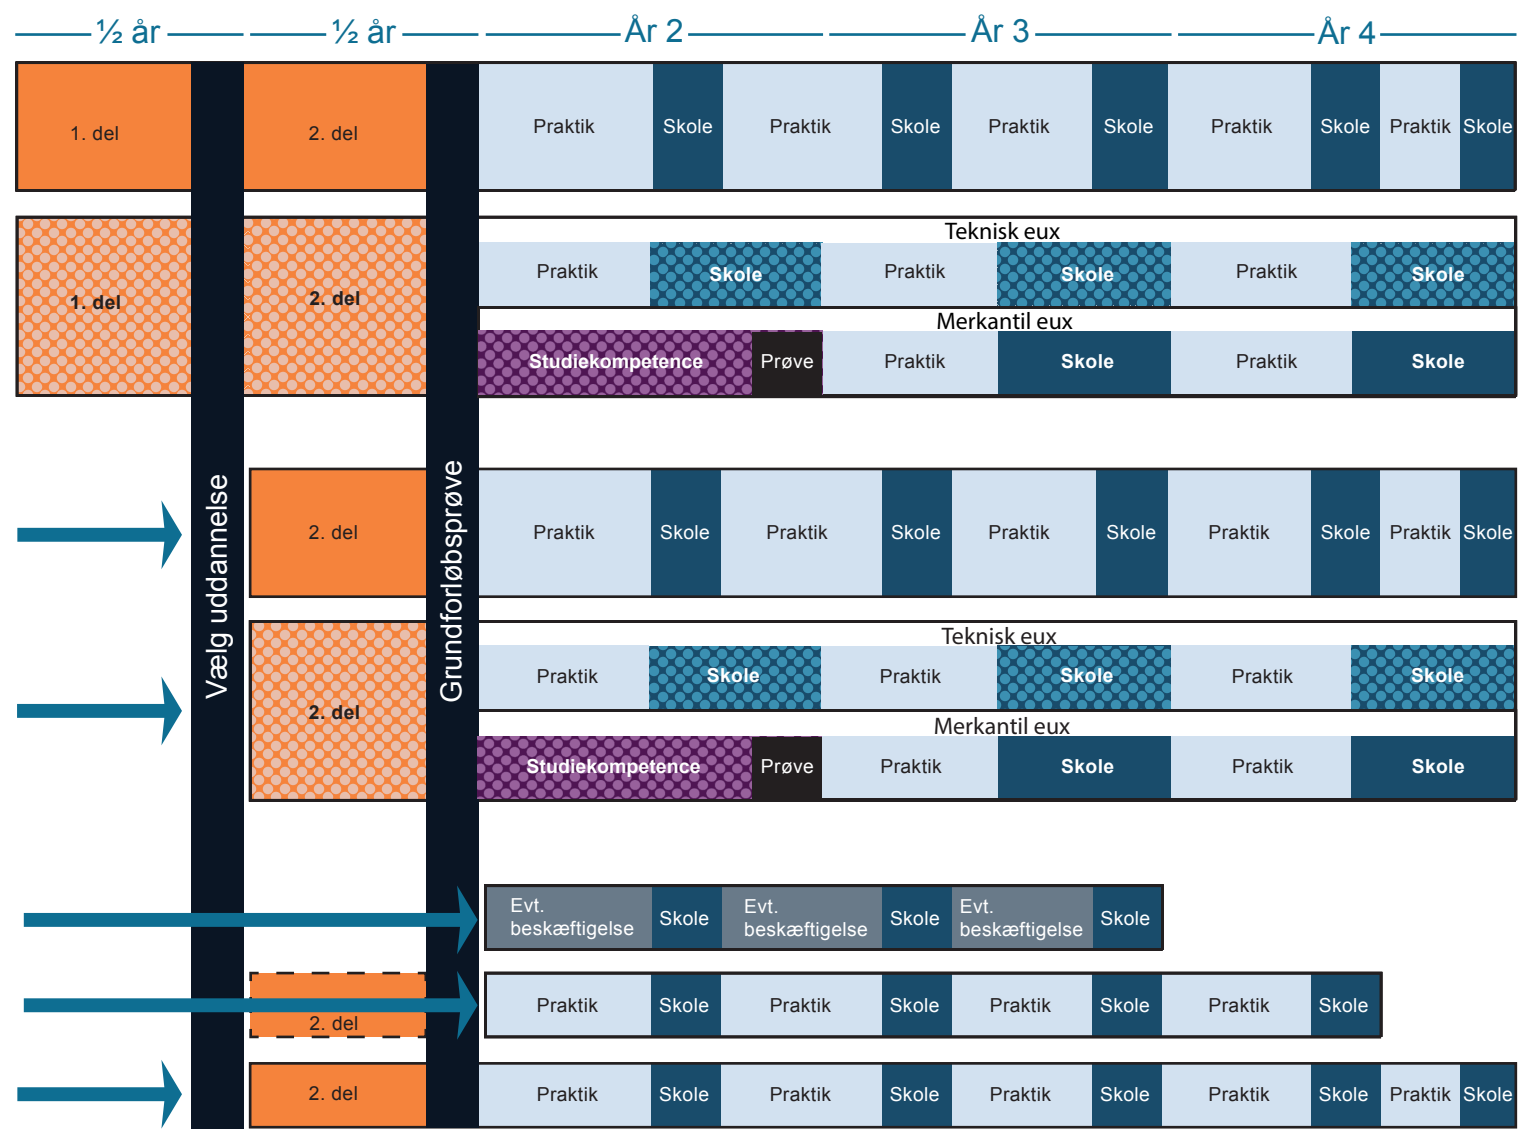 ½ år ½ år År 2 År 3 År 4
1. del 2. del Praktik Skole Praktik Skole Praktik Skole Praktik Skole Praktik Skole
Teknisk eux
1. del 2. del Praktik Skole Praktik Skole Praktik Skole
Merkantil eux
Studiekompetence Prøve Praktik Skole Praktik Skole
Vælg uddannelse
Grundforløbsprøve
2. del Praktik Skole Praktik Skole Praktik Skole Praktik Skole Praktik Skole
Teknisk eux
2. del Praktik Skole Praktik Skole Praktik Skole
Merkantil eux
Studiekompetence Prøve Praktik Skole Praktik Skole
Evt.
beskæftigelse
Skole
Evt.
beskæftigelse
Skole
Evt.
beskæftigelse
Skole
2. del Praktik Skole Praktik Skole Praktik Skole Praktik Skole
2. del Praktik Skole Praktik Skole Praktik Skole Praktik Skole Praktik Skole